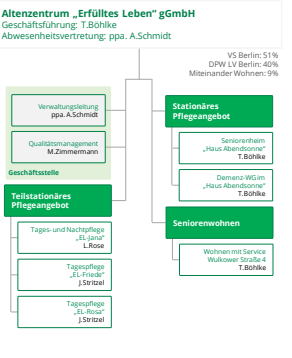 Altenzentrum „Erfülltes Leben“ gGmbH
Geschäftsführung: T.Böhlke
Abwesenheitsvertretung: ppa. A.Schmidt
VS Berlin: 51%
DPW LV Berlin: 40%
Miteinander Wohnen: 9%
Verwaltungsleitung
ppa. A.Schmidt
Qualitätsmanagement
M.Zimmermann
Geschäftsstelle
Teilstationäres
Pflegeangebot
Tages- und Nachtpflege
„EL-Jana“
L.Rose
Tagespflege
„EL-Friede“
J.Stritzel
Tagespflege
„EL-Rosa“
J.Stritzel
Stationäres
Pflegeangebot
Seniorenheim
„Haus Abendsonne“
T.Böhlke
Demenz-WG im
„Haus Abendsonne“
T.Böhlke
Seniorenwohnen
Wohnen mit Service
Wulkower Straße 4
T.Böhlke